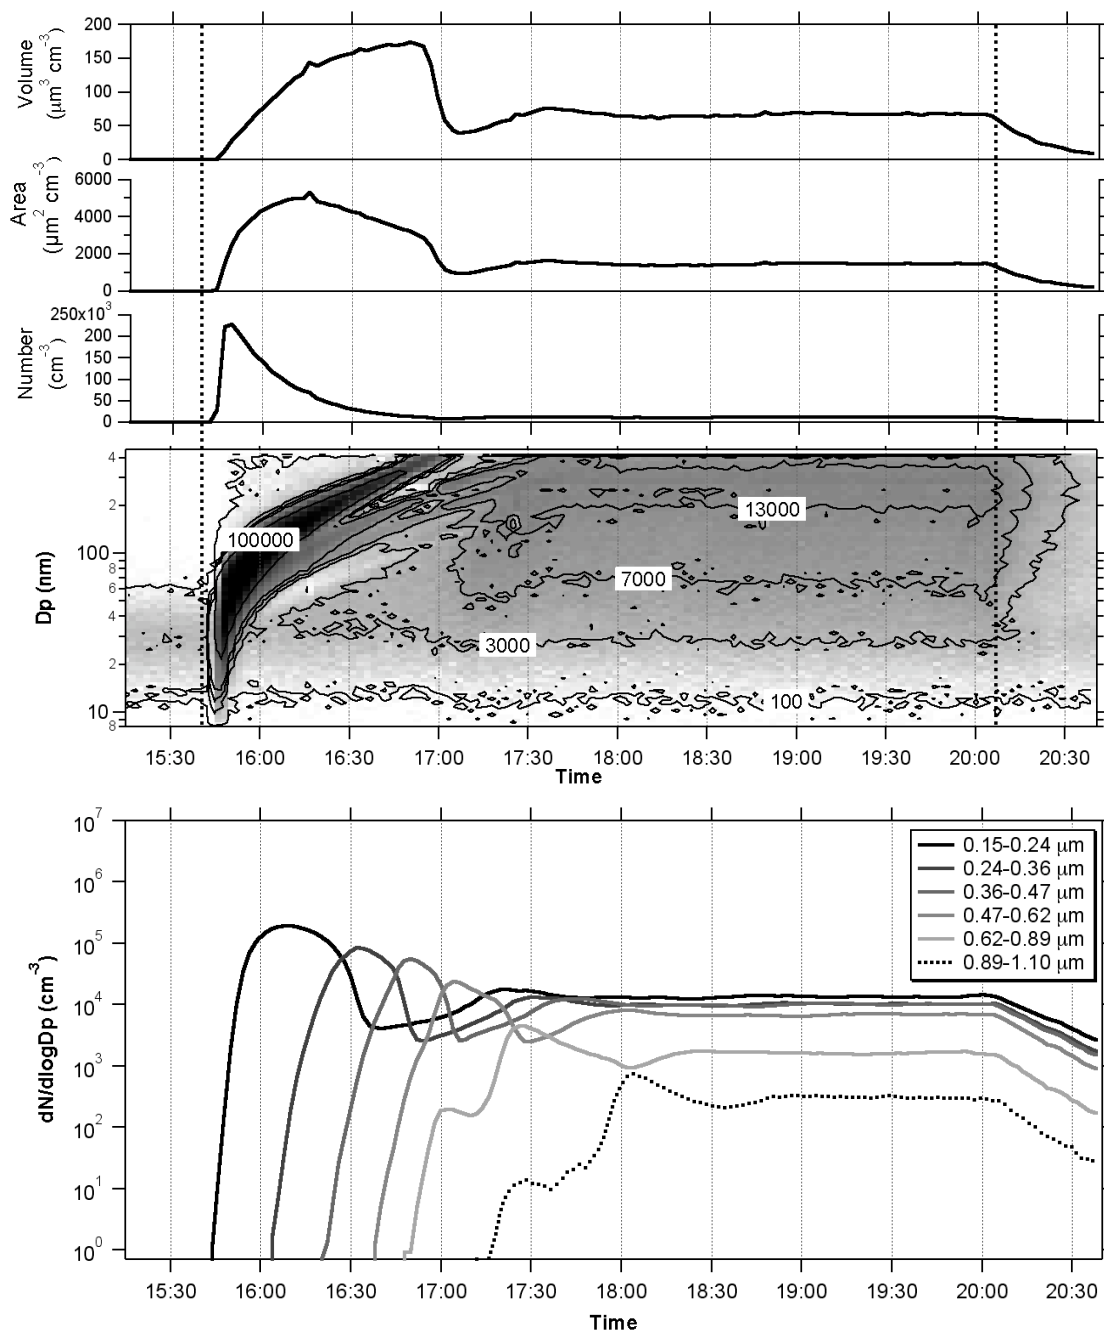 Volume
(µm³ cm⁻³)
200
150
100
50
0
Area
(µm² cm⁻³)
6000
4000
2000
0
Number
(cm⁻³)
250x10³
200
150
100
50
0
Dp (nm)
4
2
100
8
6
4
2
10
8
100000
13000
7000
3000
100
15:30 16:00 16:30 17:00 17:30 18:00 18:30 19:00 19:30 20:00 20:30
Time
dN/dlogDp (cm⁻³)
10⁷
10⁶
10⁵
10⁴
10³
10²
10¹
10⁰
0.15-0.24 µm
0.24-0.36 µm
0.36-0.47 µm
0.47-0.62 µm
0.62-0.89 µm
0.89-1.10 µm
15:30 16:00 16:30 17:00 17:30 18:00 18:30 19:00 19:30 20:00 20:30
Time